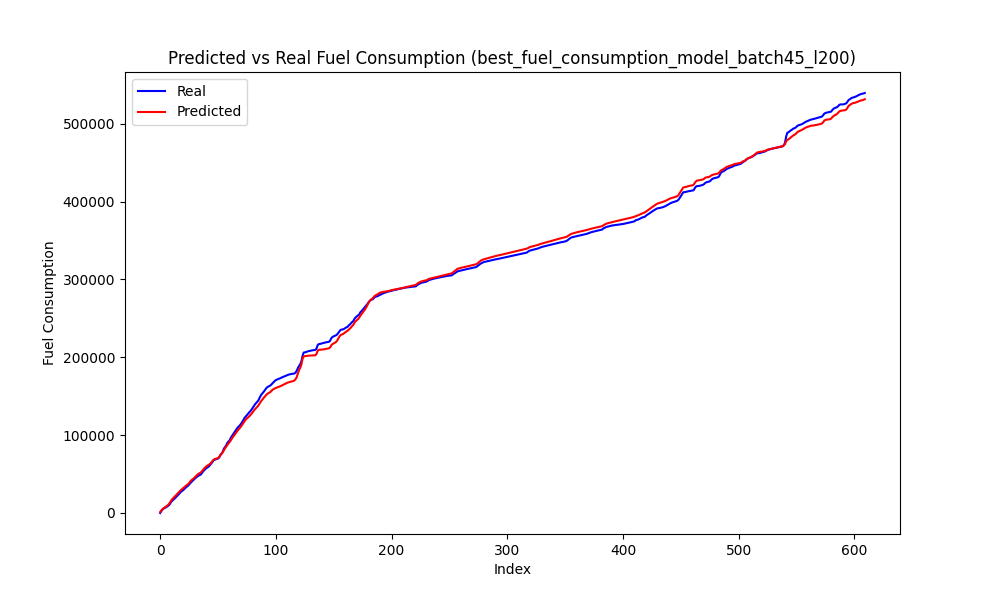 Predicted vs Real Fuel Consumption (best_fuel_consumption_model_batch45_l200)
Real
Predicted
500000
400000
300000
200000
100000
0
Fuel Consumption
0 100 200 300 400 500 600
Index